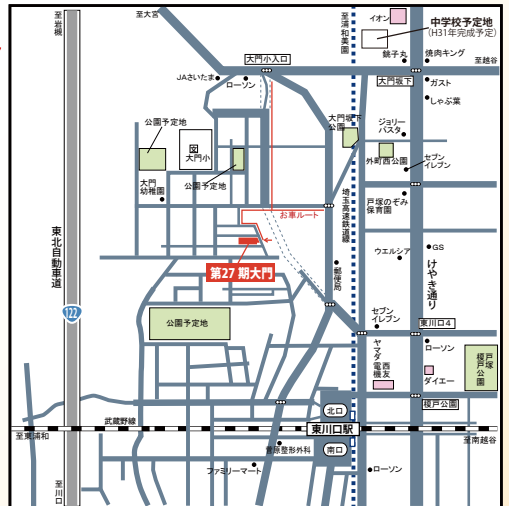 至岩槻
至大宮
至浦和美園
イオン
中学校予定地
(H31年完成予定)
銚子丸
焼肉キング
至越谷
大門小入口
JAさいたま
ローソン
大門坂下
ガスト
しゃぶ葉
公園予定地
文
大門小
公園予定地
大門坂下
公園
ジョリー
パスタ
外町西公園
セブン
イレブン
大門
幼稚園
お車ルート
埼玉高速鉄道線
戸塚のぞみ
保育園
東北自動車道
第27期大門
郵便局
ウエルシア
GS
けやき通り
122
公園予定地
セブン
イレブン
東川口4
ヤマダ電機
西友
ローソン
ダイエー
戸塚
榎戸公園
榎戸公園
武蔵野線
北口
東川口駅
南口
至東浦和
至南越谷
菅原整形外科
ファミリーマート
ローソン
至川口